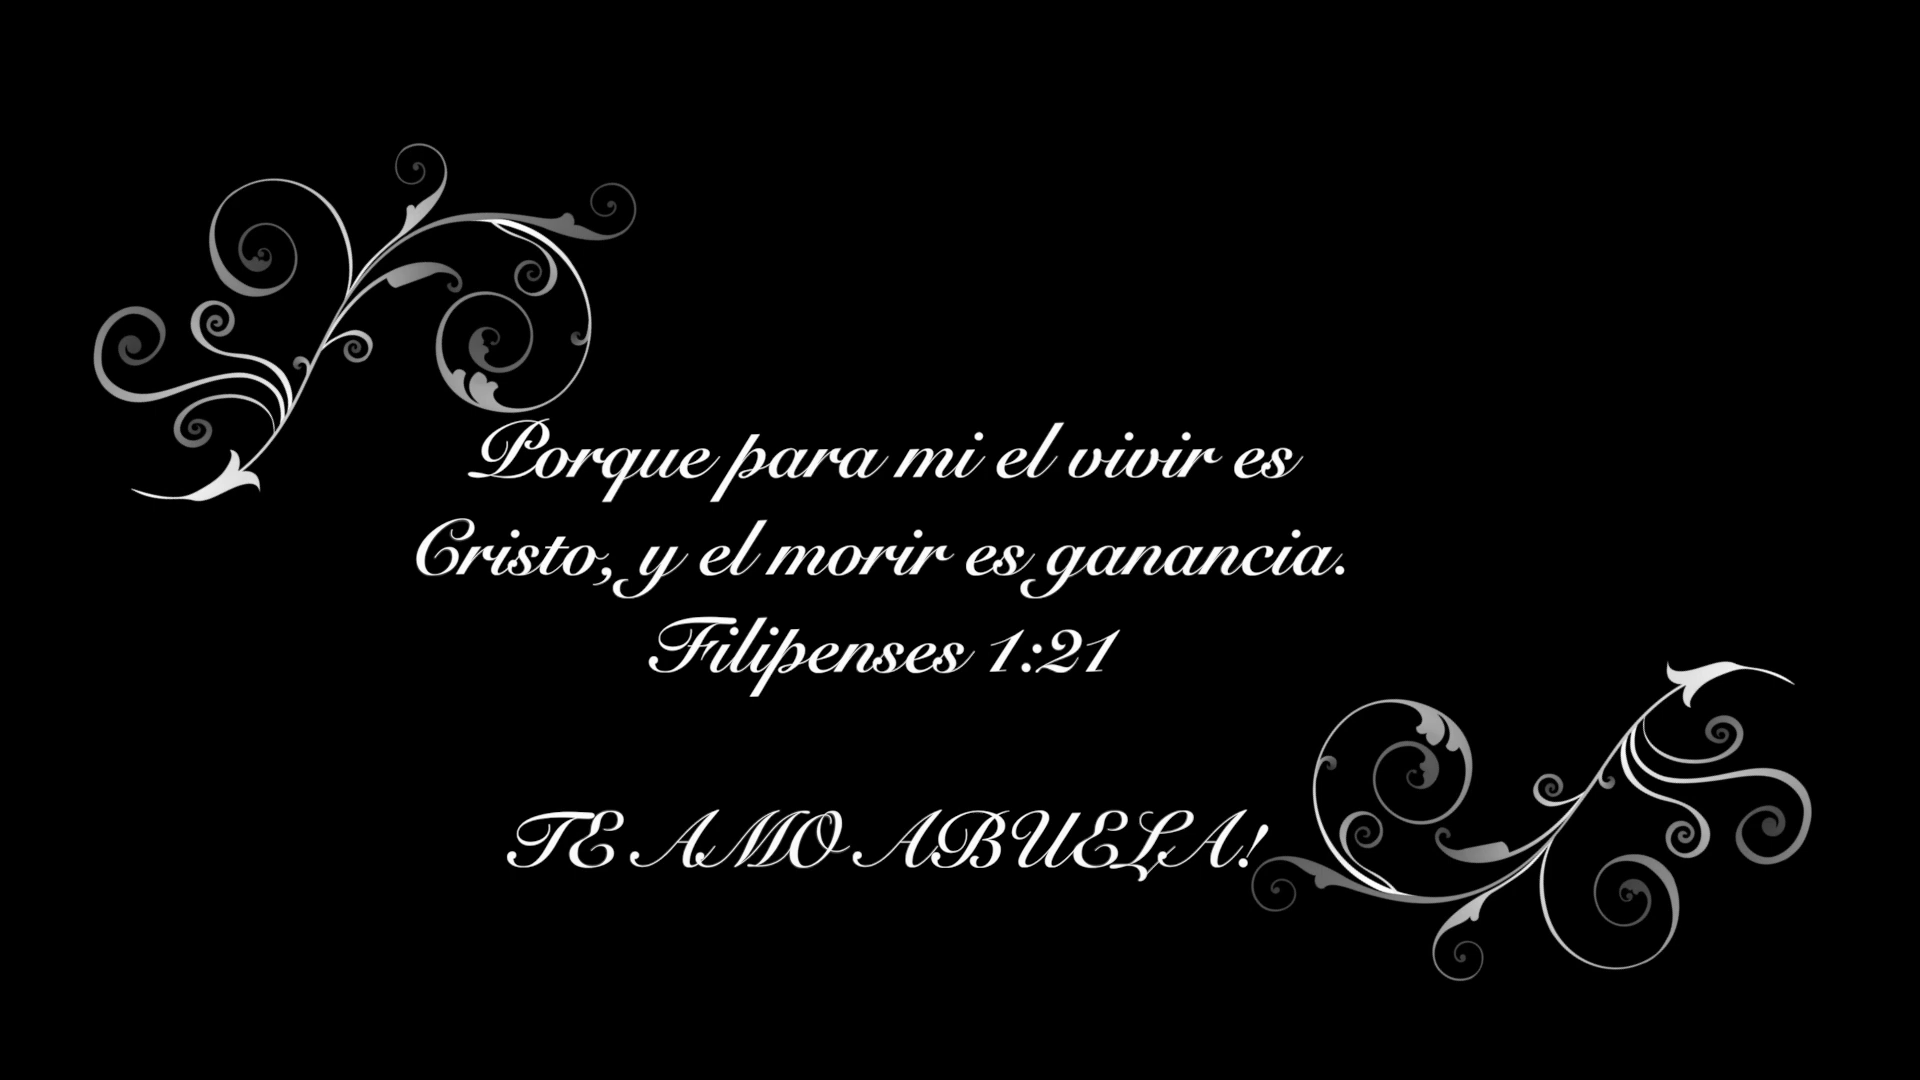 Porque para mi el vivir es
Cristo, y el morir es ganancia.
Filipenses 1:21
TE AMO ABUELA!